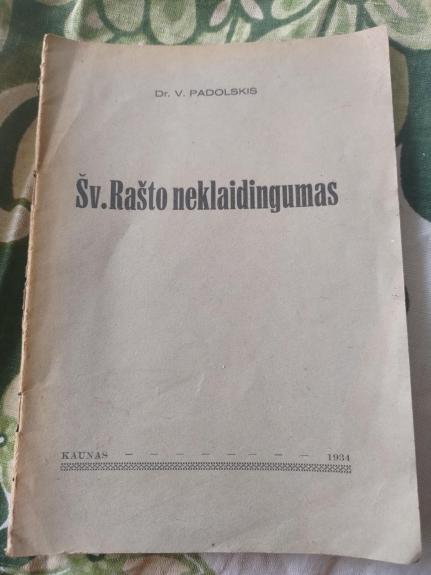 Dr. V. PADOLSKIS
Šv. Rašto neklaidingumas
KAUNAS – – – – – – – – 1934